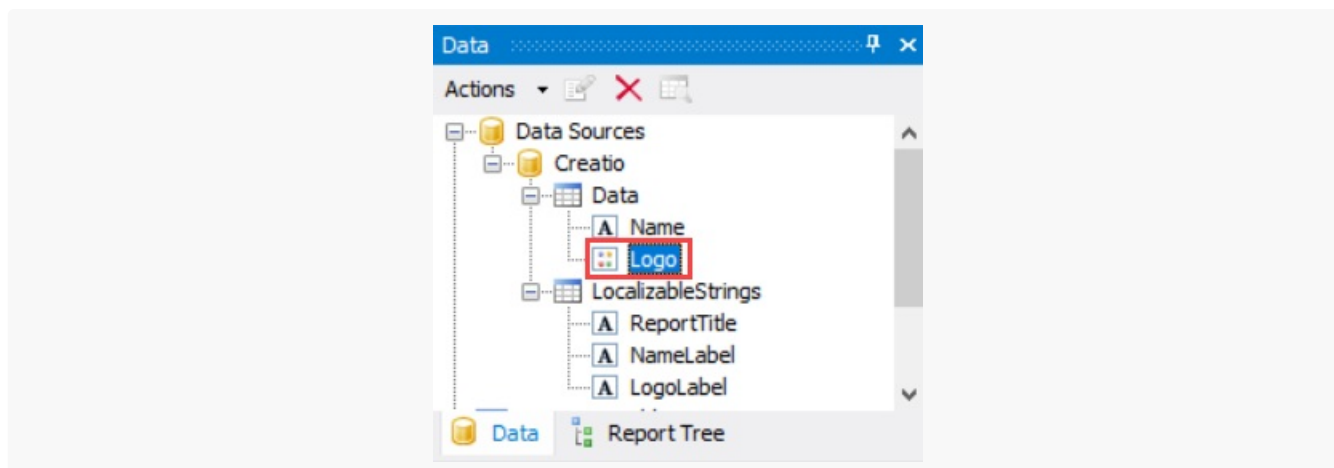 Data
Actions
Data Sources
Creatio
Data
A Name
Logo
LocalizableStrings
A ReportTitle
A NameLabel
A LogoLabel
Data Report Tree